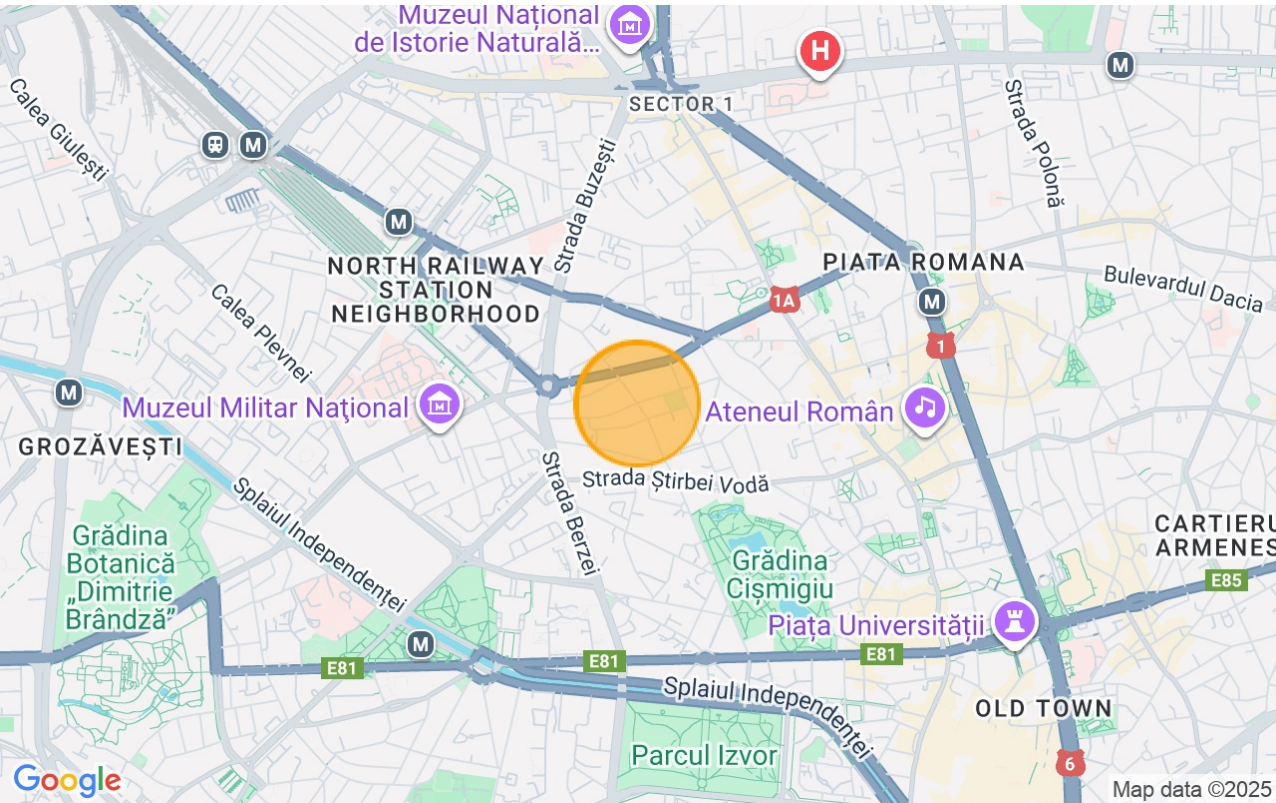 Muzeul Național
de Istorie Naturală...
H
M
SECTOR 1
Calea Giulești
Strada Polonă
M
Strada Buzești
M
NORTH RAILWAY
STATION
NEIGHBORHOOD
PIATA ROMANA
Bulevardul Dacia
1A
M
Calea Plevnei
1
M
Muzeul Militar Naţional
M
Ateneul Român
GROZĂVEȘTI
Strada Berzei
Strada Știrbei Vodă
Splaiul Independenței
Grădina
Botanică
„Dimitrie
Brândză”
Grădina
Cișmigiu
CARTIERU
ARMENES
E85
Piața Universității
M
E81
E81
E81
Splaiul Independenței
OLD TOWN
Parcul Izvor
6
Google
Map data ©2025